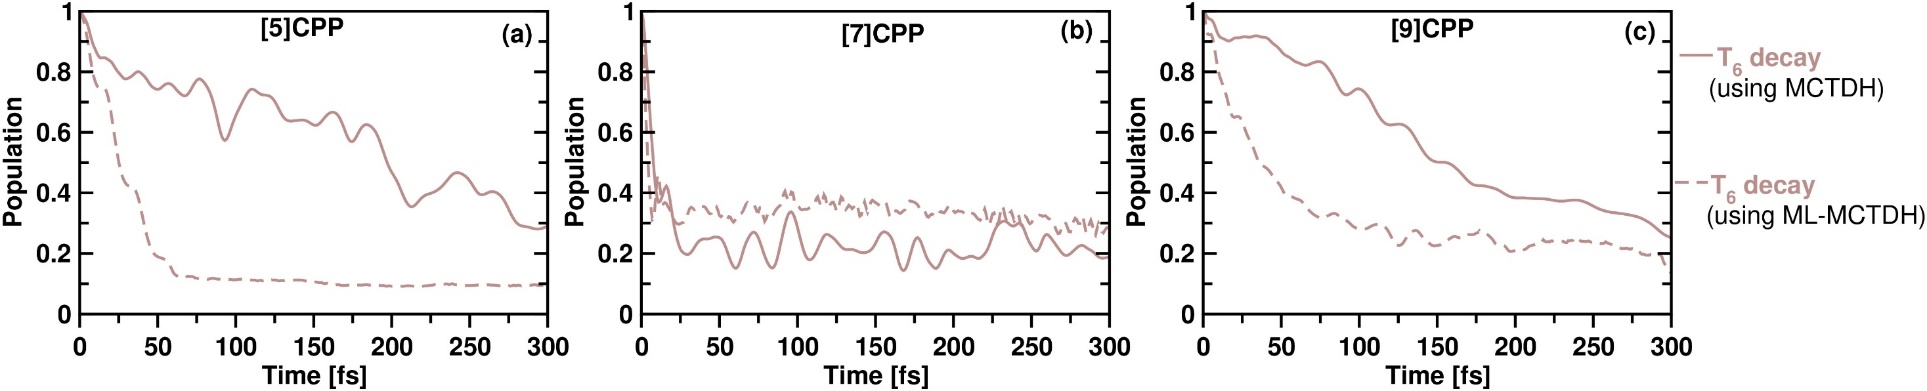 [5]CPP
(a)
Population
1
0.8
0.6
0.4
0.2
0
0 50 100 150 200 250 300
Time [fs]
[7]CPP
(b)
Population
1
0.8
0.6
0.4
0.2
0
0 50 100 150 200 250 300
Time [fs]
[9]CPP
(c)
Population
1
0.8
0.6
0.4
0.2
0
0 50 100 150 200 250 300
Time [fs]
T6 decay
(using MCTDH)
T6 decay
(using ML-MCTDH)